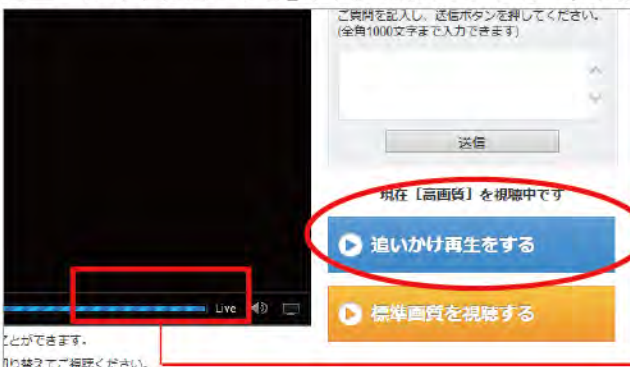 ご質問を記入し、送信ボタンを押してください。
(全角1000文字まで入力できます)
送信
現在［高画質］を視聴中です
追いかけ再生をする
Live
標準画質を視聴する
ことができます。
切り替えてご視聴ください。